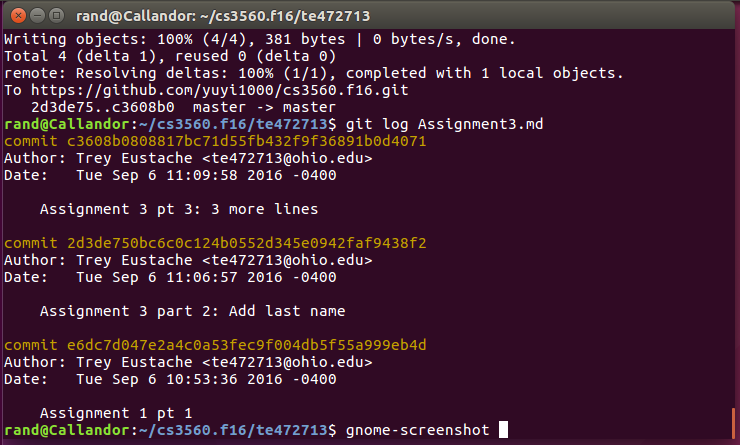 rand@Callandor: ~/cs3560.f16/te472713
Writing objects: 100% (4/4), 381 bytes | 0 bytes/s, done.
Total 4 (delta 1), reused 0 (delta 0)
remote: Resolving deltas: 100% (1/1), completed with 1 local objects.
To https://github.com/yuyi1000/cs3560.f16.git
   2d3de75..c3608b0  master -> master
rand@Callandor:~/cs3560.f16/te472713$ git log Assignment3.md
commit c3608b0808817bc71d55fb432f9f36891b0d4071
Author: Trey Eustache <te472713@ohio.edu>
Date:   Tue Sep 6 11:09:58 2016 -0400
    Assignment 3 pt 3: 3 more lines
commit 2d3de750bc6c0c124b0552d345e0942faf9438f2
Author: Trey Eustache <te472713@ohio.edu>
Date:   Tue Sep 6 11:06:57 2016 -0400
    Assignment 3 part 2: Add last name
commit e6dc7d047e2a4c0a53fec9f004db5f55a999eb4d
Author: Trey Eustache <te472713@ohio.edu>
Date:   Tue Sep 6 10:53:36 2016 -0400
    Assignment 1 pt 1
rand@Callandor:~/cs3560.f16/te472713$ gnome-screenshot